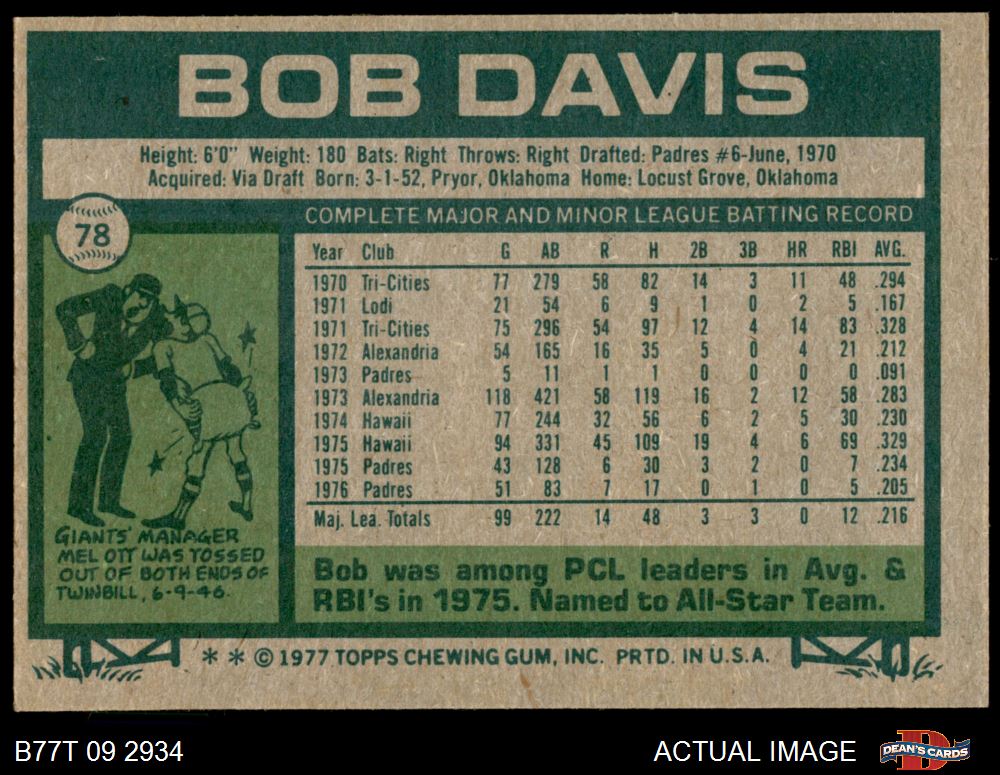 BOB DAVIS
Height: 6'0" Weight: 180 Bats: Right Throws: Right Drafted: Padres #6-June, 1970
Acquired: Via Draft Born: 3-1-52, Pryor, Oklahoma Home: Locust Grove, Oklahoma
78
COMPLETE MAJOR AND MINOR LEAGUE BATTING RECORD
Year Club G AB R H 2B 3B HR RBI AVG.
1970 Tri-Cities 77 279 58 82 14 3 11 48 .294
1971 Lodi 21 54 6 9 1 0 2 5 .167
1971 Tri-Cities 75 296 54 97 12 4 14 83 .328
1972 Alexandria 54 165 16 35 5 0 4 21 .212
1973 Padres 5 11 1 1 0 0 0 0 .091
1973 Alexandria 118 421 58 119 16 2 12 58 .283
1974 Hawaii 77 244 32 56 6 2 5 30 .230
1975 Hawaii 94 331 45 109 19 4 6 69 .329
1975 Padres 43 128 6 30 3 2 0 7 .234
1976 Padres 51 83 7 17 0 1 0 5 .205
Maj. Lea. Totals 99 222 14 48 3 3 0 12 .216
GIANTS' MANAGER
MEL OTT WAS TOSSED
OUT OF BOTH ENDS OF
TWINBILL, 6-9-46.
Bob was among PCL leaders in Avg. &
RBI's in 1975. Named to All-Star Team.
* * © 1977 TOPPS CHEWING GUM, INC. PRTD. IN U.S.A.
B77T 09 2934
ACTUAL IMAGE
D
DEAN'S CARDS